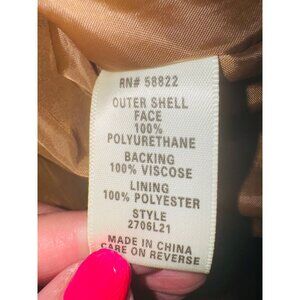 RN# 58822
OUTER SHELL
FACE
100%
POLYURETHANE
BACKING
100% VISCOSE
LINING
100% POLYESTER
STYLE
2706L21
MADE IN CHINA
CARE ON REVERSE